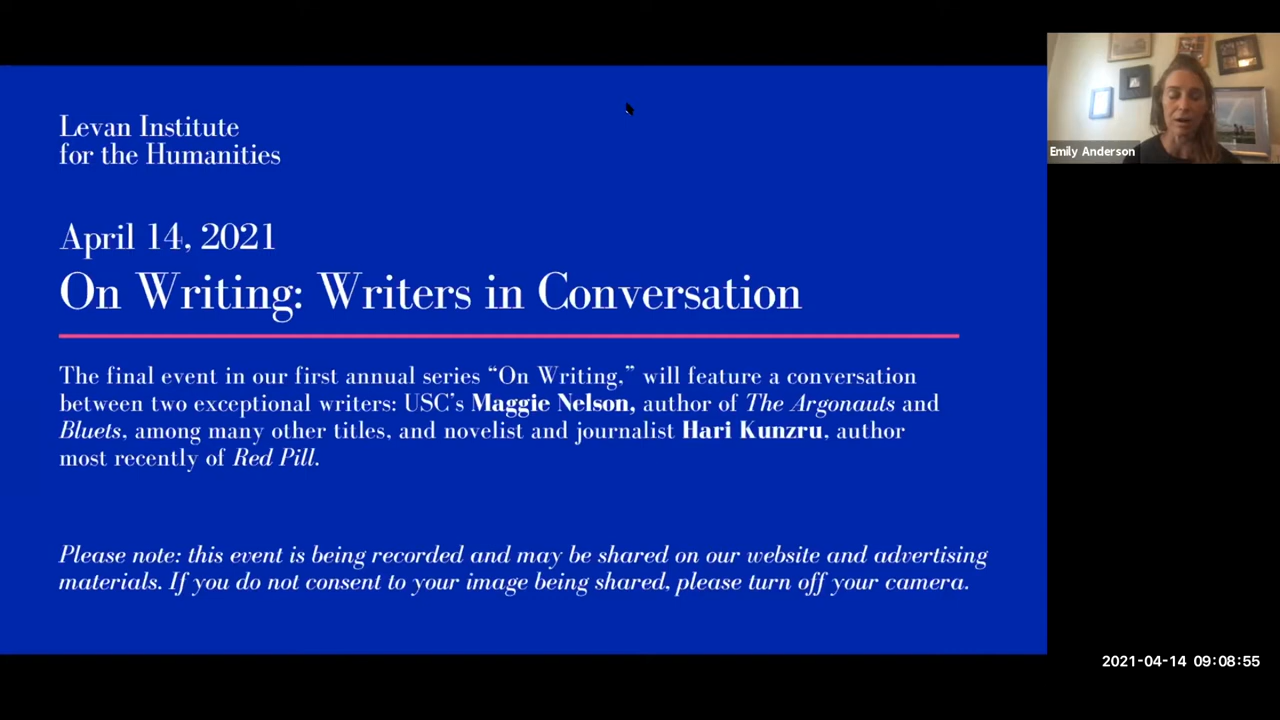 Levan Institute
for the Humanities
April 14, 2021
On Writing: Writers in Conversation
The final event in our first annual series “On Writing,” will feature a conversation
between two exceptional writers: USC’s Maggie Nelson, author of The Argonauts and
Bluets, among many other titles, and novelist and journalist Hari Kunzru, author
most recently of Red Pill.
Please note: this event is being recorded and may be shared on our website and advertising
materials. If you do not consent to your image being shared, please turn off your camera.
Emily Anderson
2021-04-14 09:08:55